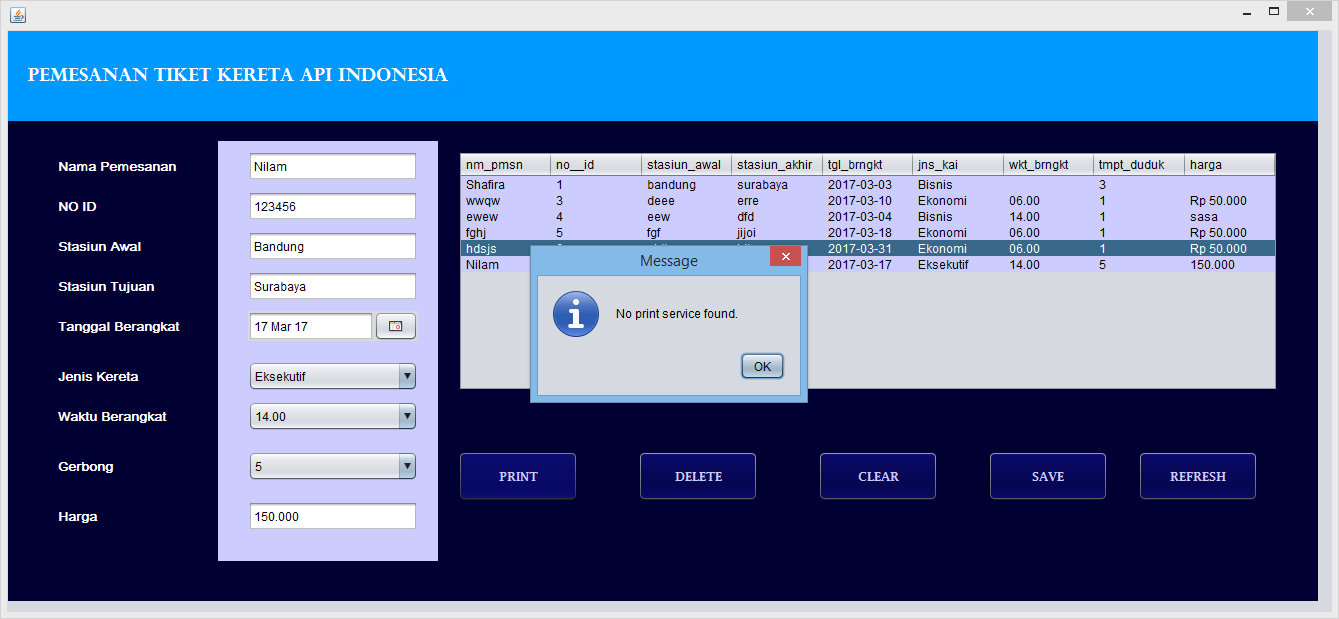 PEMESANAN TIKET KERETA API INDONESIA
Nama Pemesanan Nilam
NO ID 123456
Stasiun Awal Bandung
Stasiun Tujuan Surabaya
Tanggal Berangkat 17 Mar 17
Jenis Kereta Eksekutif
Waktu Berangkat 14.00
Gerbong 5
Harga 150.000
nm_pmsn no__id stasiun_awal stasiun_akhir tgl_brngkt jns_kai wkt_brngkt tmpt_duduk harga
Shafira 1 bandung surabaya 2017-03-03 Bisnis 3
wwqw 3 deee erre 2017-03-10 Ekonomi 06.00 1 Rp 50.000
ewew 4 eew dfd 2017-03-04 Bisnis 14.00 1 sasa
fghj 5 fgf jijoi 2017-03-18 Ekonomi 06.00 1 Rp 50.000
hdsjs 2017-03-31 Ekonomi 06.00 1 Rp 50.000
Nilam 2017-03-17 Eksekutif 14.00 5 150.000
Message
No print service found.
OK
PRINT DELETE CLEAR SAVE REFRESH